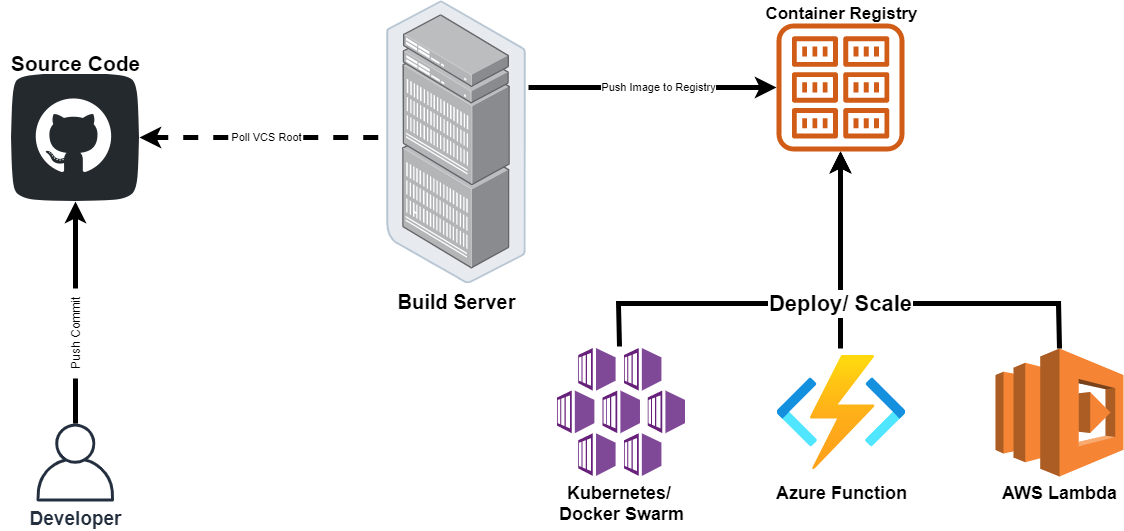 Container Registry
Source Code
Push Image to Registry
Poll VCS Root
Build Server
Push Commit
Deploy/ Scale
Kubernetes/
Docker Swarm
Azure Function
AWS Lambda
Developer